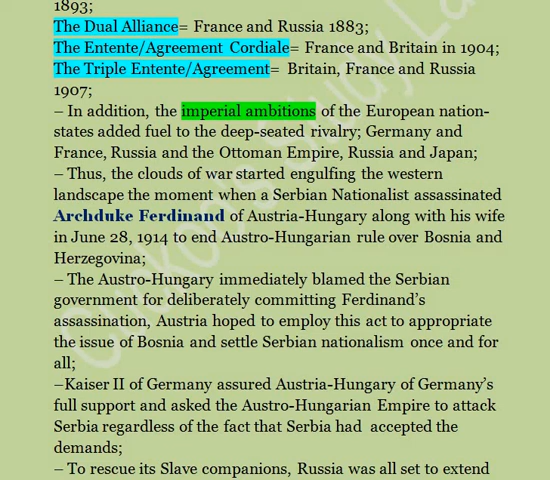 1893;
The Dual Alliance= France and Russia 1883;
The Entente/Agreement Cordiale= France and Britain in 1904;
The Triple Entente/Agreement= Britain, France and Russia
1907;
– In addition, the imperial ambitions of the European nation-
states added fuel to the deep-seated rivalry; Germany and
France, Russia and the Ottoman Empire, Russia and Japan;
– Thus, the clouds of war started engulfing the western
landscape the moment when a Serbian Nationalist assassinated
Archduke Ferdinand of Austria-Hungary along with his wife
in June 28, 1914 to end Austro-Hungarian rule over Bosnia and
Herzegovina;
– The Austro-Hungary immediately blamed the Serbian
government for deliberately committing Ferdinand's
assassination, Austria hoped to employ this act to appropriate
the issue of Bosnia and settle Serbian nationalism once and for
all;
–Kaiser II of Germany assured Austria-Hungary of Germany's
full support and asked the Austro-Hungarian Empire to attack
Serbia regardless of the fact that Serbia had accepted the
demands;
– To rescue its Slave companions, Russia was all set to extend